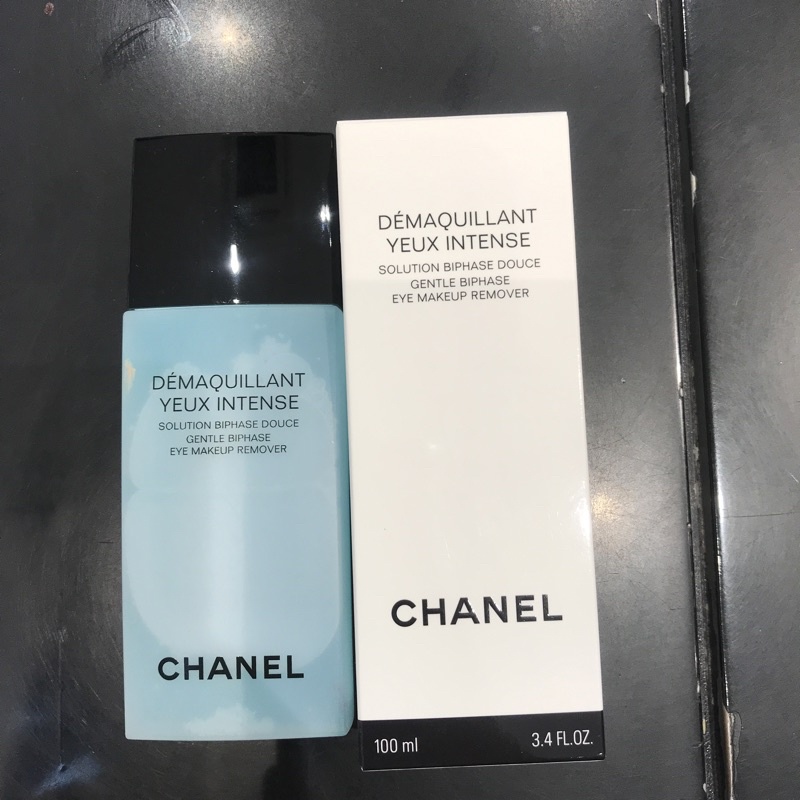 DÉMAQUILLANT
YEUX INTENSE
SOLUTION BIPHASE DOUCE
GENTLE BIPHASE
EYE MAKEUP REMOVER
CHANEL
DÉMAQUILLANT
YEUX INTENSE
SOLUTION BIPHASE DOUCE
GENTLE BIPHASE
EYE MAKEUP REMOVER
CHANEL
100 ml 3.4 FL.OZ.